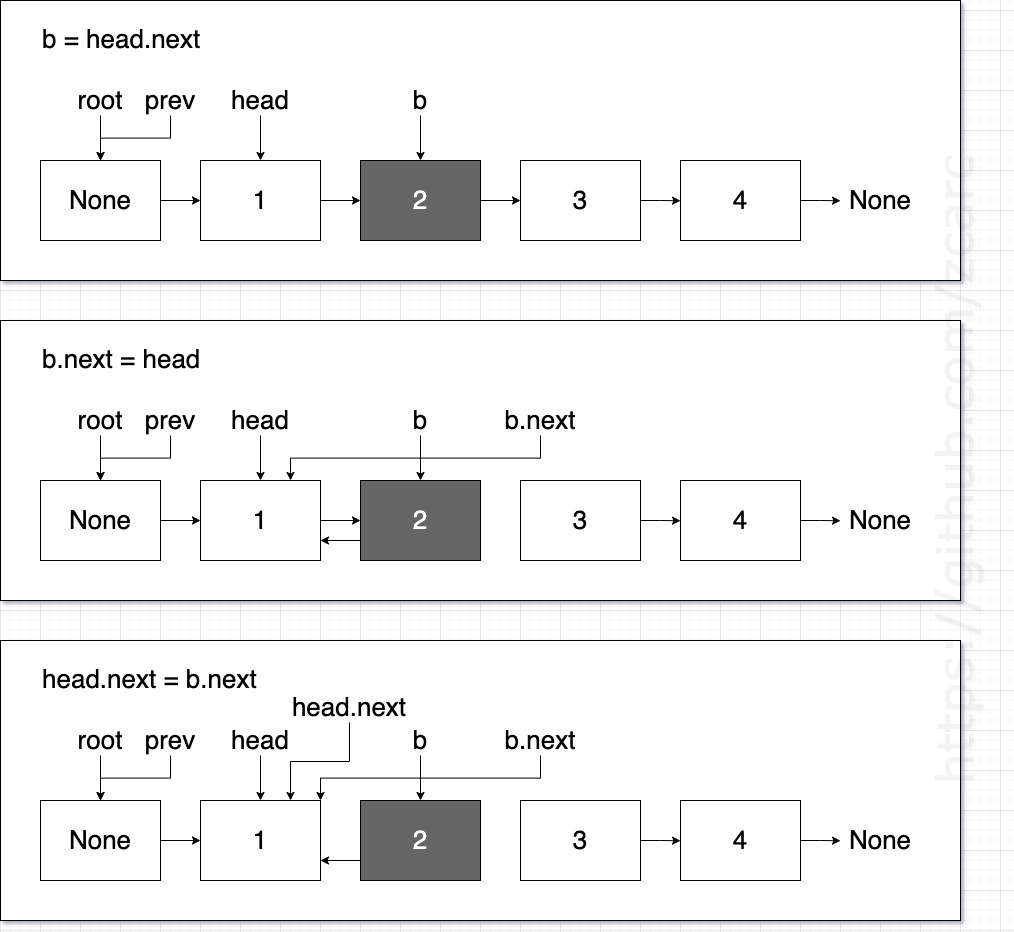 b = head.next
root prev head b
None 1 2 3 4 None
b.next = head
root prev head b b.next
None 1 2 3 4 None
head.next = b.next
head.next
root prev head b b.next
None 1 2 3 4 None
https://github.com/zcarc